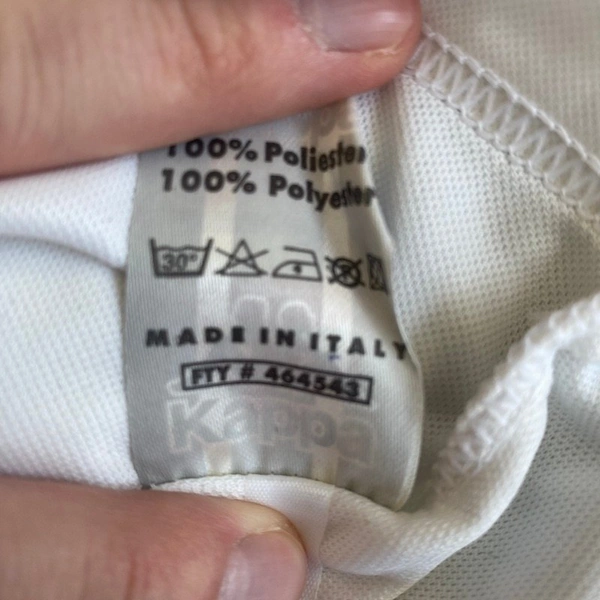 100% Poliester
100% Polyester
30°
MADE IN ITALY
FTY # 464543
Kappa